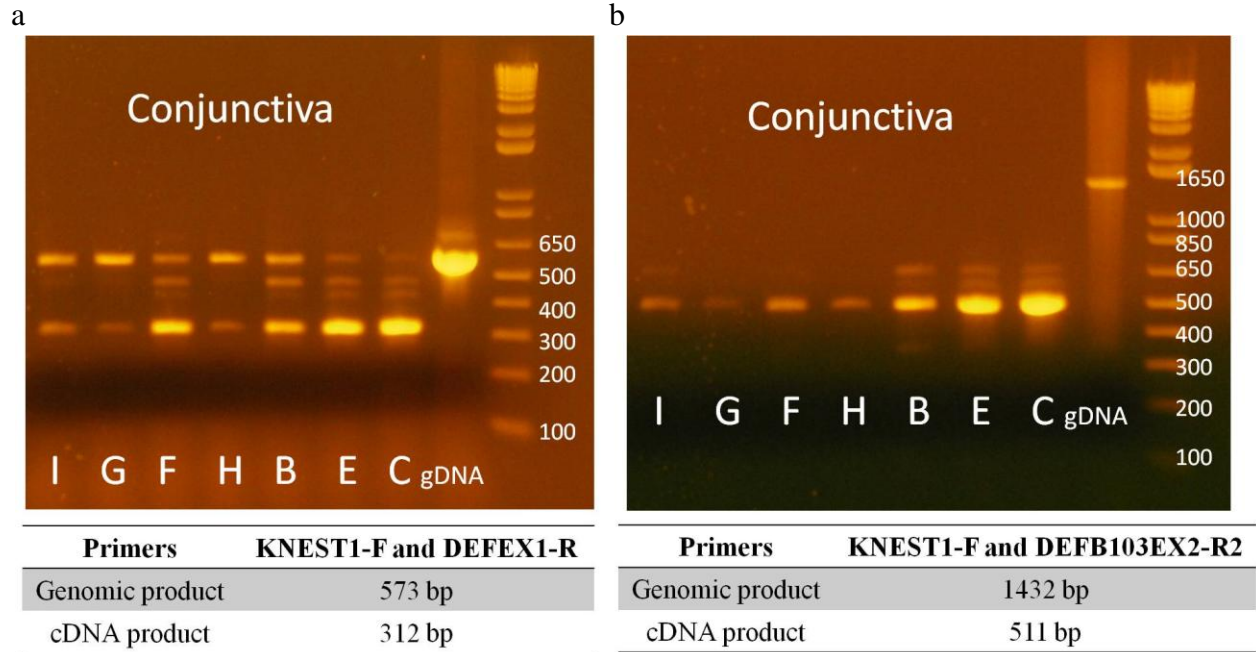 a
Conjunctiva
650
500
400
300
200
100
I G F H B E C gDNA
Primers KNEST1-F and DEFEX1-R
Genomic product 573 bp
cDNA product 312 bp
b
Conjunctiva
1650
1000
850
650
500
400
300
200
100
I G F H B E C gDNA
Primers KNEST1-F and DEFB103EX2-R2
Genomic product 1432 bp
cDNA product 511 bp